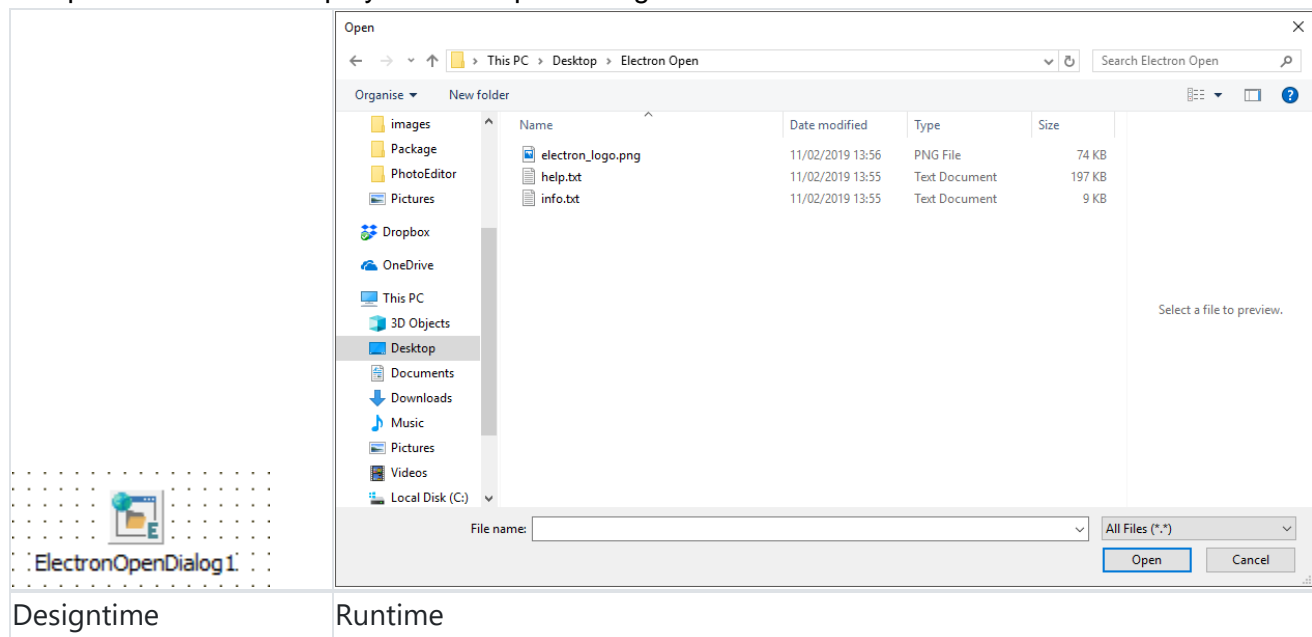 Open
This PC > Desktop > Electron Open
Search Electron Open
Organise
New folder
images
Package
PhotoEditor
Pictures
Dropbox
OneDrive
This PC
3D Objects
Desktop
Documents
Downloads
Music
Pictures
Videos
Local Disk (C:)
Name Date modified Type Size
electron_logo.png 11/02/2019 13:56 PNG File 74 KB
help.txt 11/02/2019 13:55 Text Document 197 KB
info.txt 11/02/2019 13:55 Text Document 9 KB
Select a file to preview.
File name:
All Files (*.*)
Open Cancel
E
ElectronOpenDialog1
Designtime Runtime